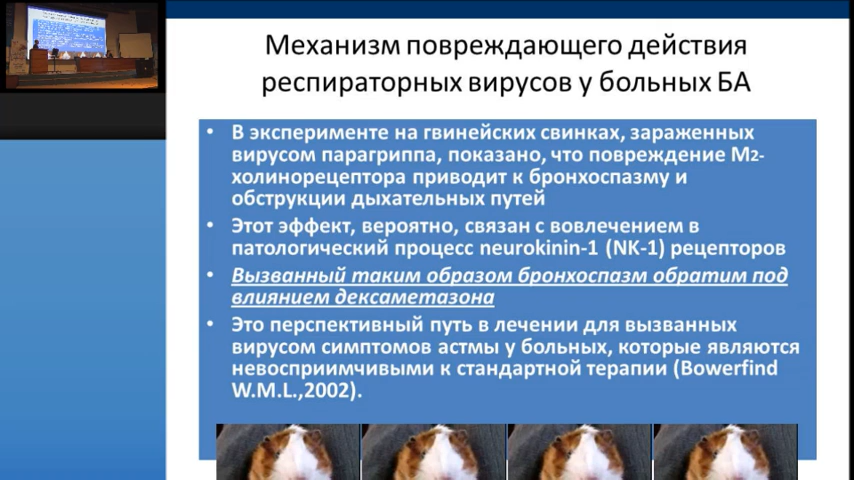 Механизм повреждающего действия
респираторных вирусов у больных БА
• В эксперименте на гвинейских свинках, зараженных
вирусом парагриппа, показано, что повреждение М2-
холинорецептора приводит к бронхоспазму и
обструкции дыхательных путей
• Этот эффект, вероятно, связан с вовлечением в
патологический процесс neurokinin-1 (NK-1) рецепторов
• Вызванный таким образом бронхоспазм обратим под
влиянием дексаметазона
• Это перспективный путь в лечении для вызванных
вирусом симптомов астмы у больных, которые являются
невосприимчивыми к стандартной терапии (Bowerfind
W.M.L.,2002).